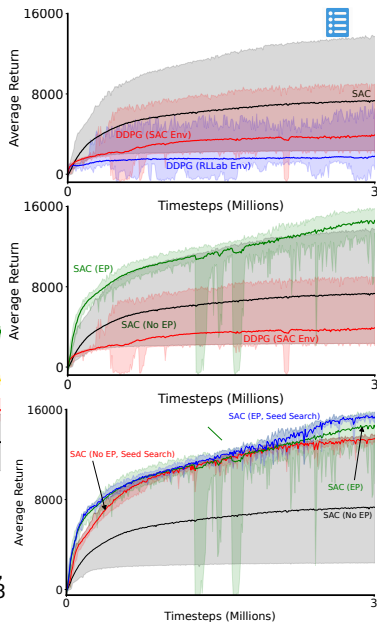 16000
8000
0
Average Return
SAC
DDPG (SAC Env)
DDPG (RLLab Env)
0
3
Timesteps (Millions)
16000
8000
0
Average Return
SAC (EP)
SAC (No EP)
DDPG (SAC Env)
0
3
Timesteps (Millions)
16000
8000
0
Average Return
SAC (EP, Seed Search)
SAC (No EP, Seed Search)
SAC (EP)
SAC (No EP)
0
3
Timesteps (Millions)
3